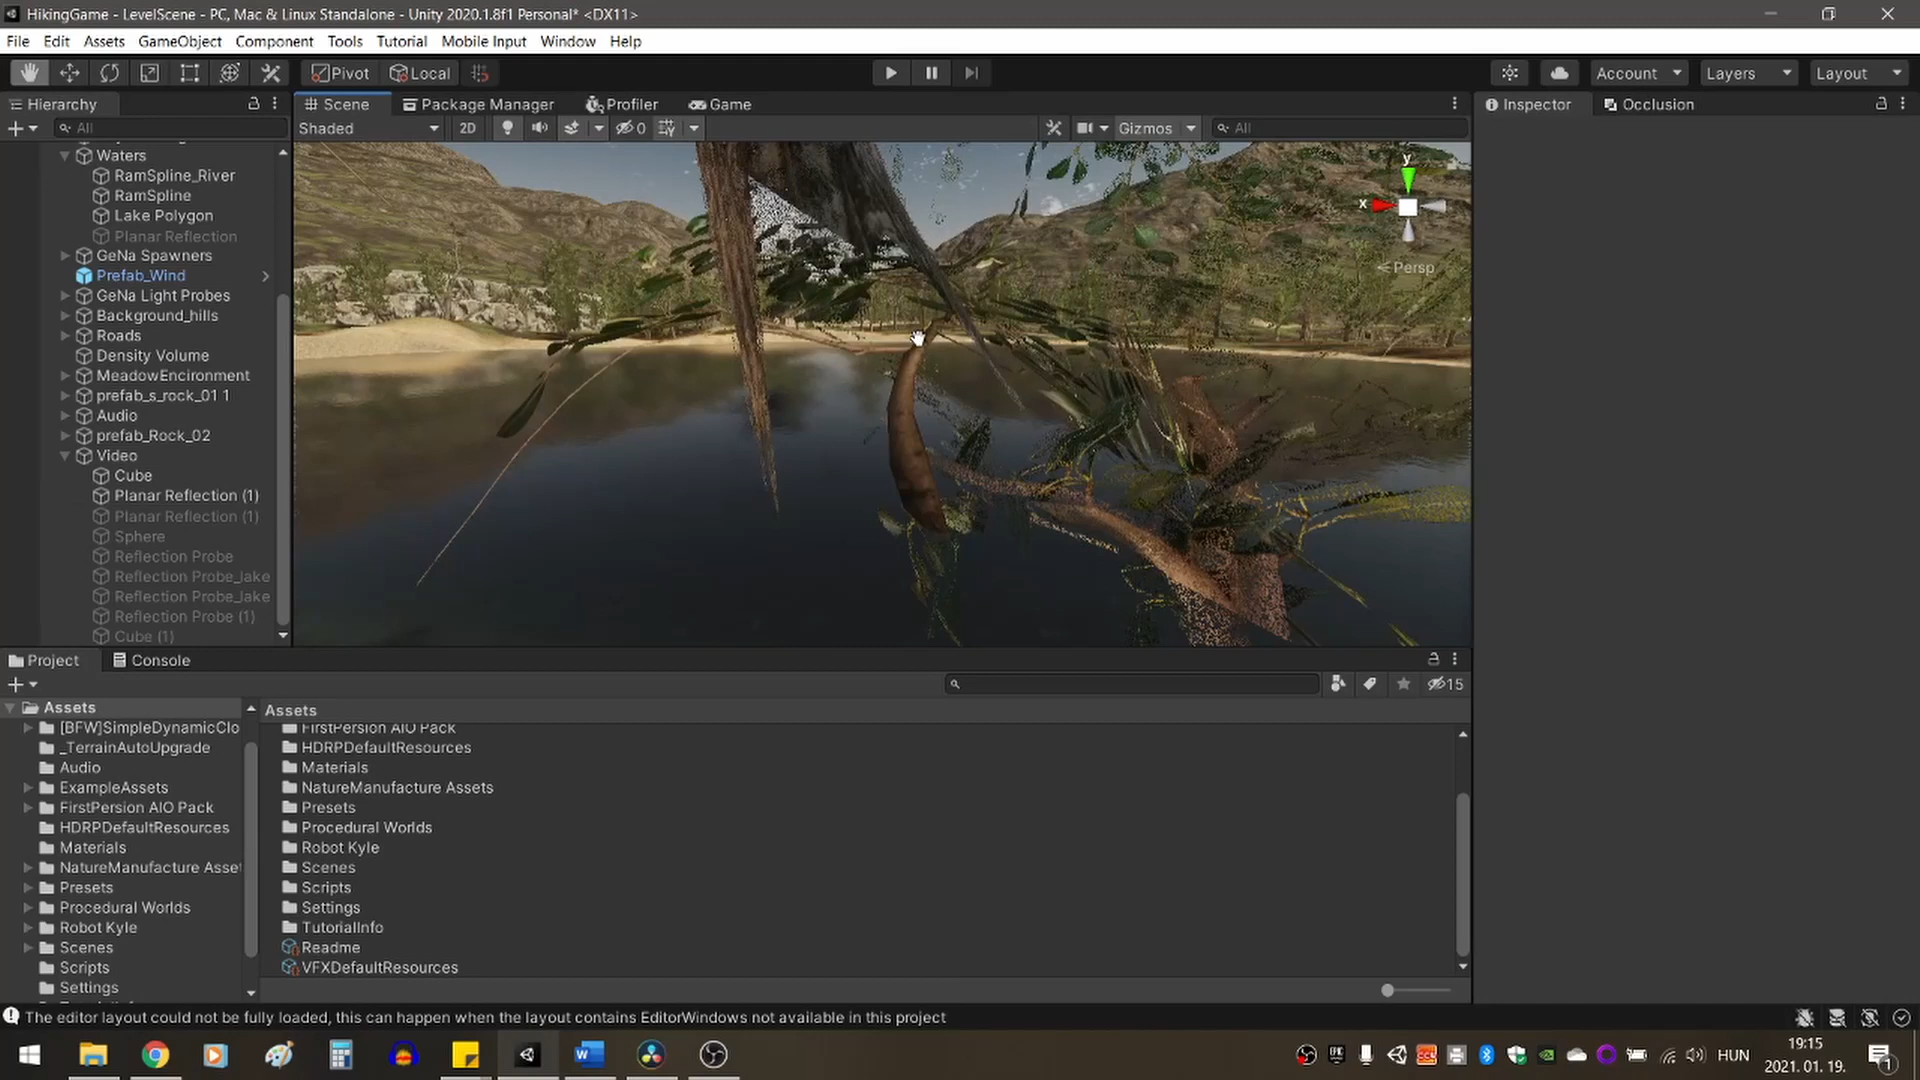 HikingGame - LevelScene - PC, Mac & Linux Standalone - Unity 2020.1.8f1 Personal* <DX11>
File Edit Assets GameObject Component Tools Tutorial Mobile Input Window Help
Pivot Local Account Layers Layout
Hierarchy Scene Package Manager Profiler Game Inspector Occlusion
All Shaded 2D 0 Gizmos All
Waters
RamSpline_River
RamSpline
Lake Polygon
Planar Reflection
GeNa Spawners
Prefab_Wind
GeNa Light Probes
Background_hills
Roads
Density Volume
MeadowEncironment
prefab_s_rock_01 1
Audio
prefab_Rock_02
Video
Cube
Planar Reflection (1)
Planar Reflection (1)
Sphere
Reflection Probe
Reflection Probe_lake
Reflection Probe_lake
Reflection Probe (1)
Cube (1)
y
x
Persp
Project Console
15
Assets
[BFW]SimpleDynamicClo
_TerrainAutoUpgrade
Audio
ExampleAssets
FirstPersion AIO Pack
HDRPDefaultResources
Materials
NatureManufacture Asset
Presets
Procedural Worlds
Robot Kyle
Scenes
Scripts
Settings
Assets
FirstPersion AIO Pack
HDRPDefaultResources
Materials
NatureManufacture Assets
Presets
Procedural Worlds
Robot Kyle
Scenes
Scripts
Settings
TutorialInfo
Readme
VFXDefaultResources
The editor layout could not be fully loaded, this can happen when the layout contains EditorWindows not available in this project
HUN
19:15
2021. 01. 19.
1